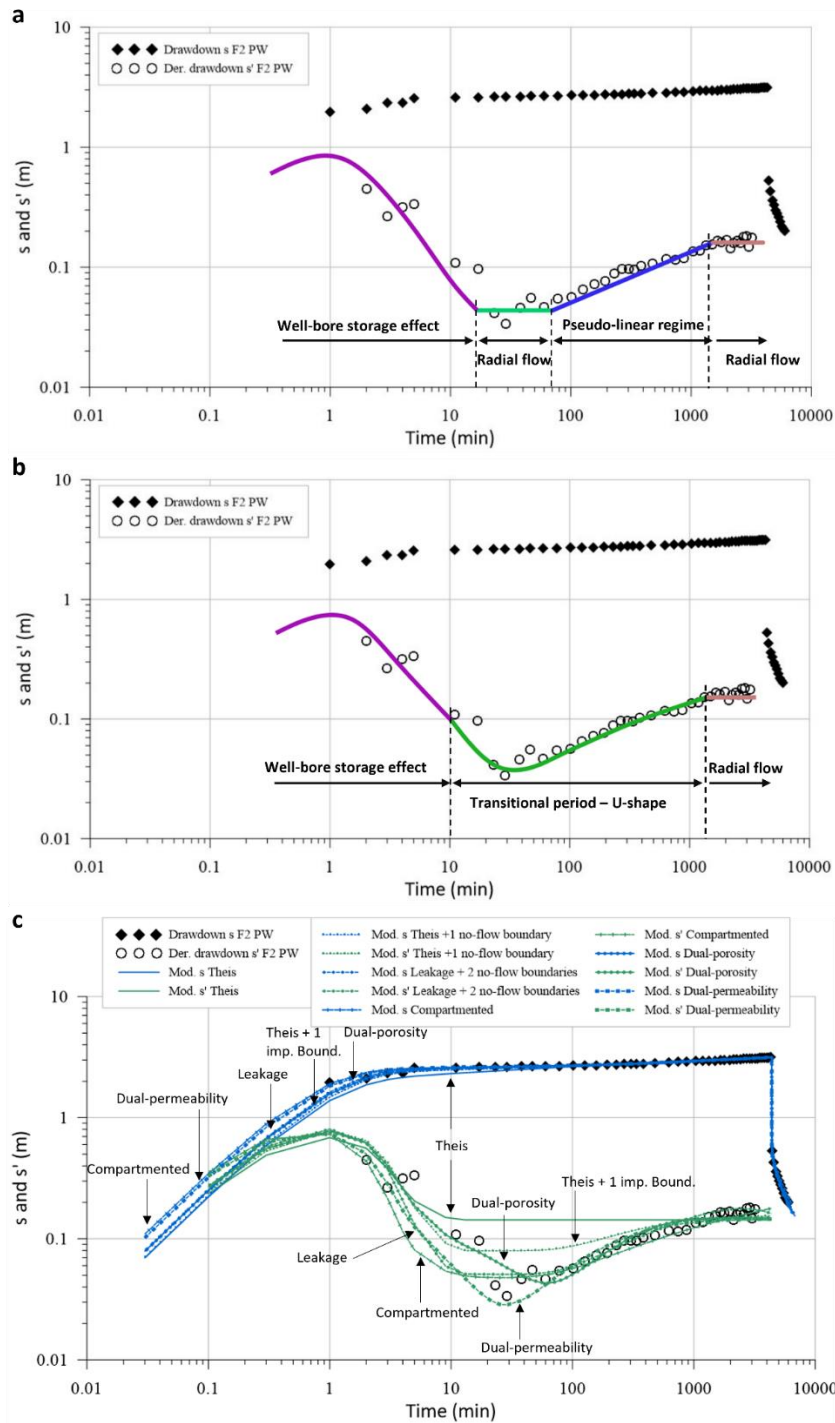 a
10
1
0.1
0.01
s and s' (m)
Drawdown s F2 PW
Der. drawdown s' F2 PW
Well-bore storage effect
Radial flow
Pseudo-linear regime
Radial flow
0.01 0.1 1 10 100 1000 10000
Time (min)
b
10
1
0.1
0.01
s and s' (m)
Drawdown s F2 PW
Der. drawdown s' F2 PW
Well-bore storage effect
Transitional period – U-shape
Radial flow
0.01 0.1 1 10 100 1000 10000
Time (min)
c
Drawdown s F2 PW
Der. drawdown s' F2 PW
Mod. s Theis
Mod. s' Theis
Mod. s Theis +1 no-flow boundary
Mod. s' Theis +1 no-flow boundary
Mod. s Leakage + 2 no-flow boundaries
Mod. s' Leakage + 2 no-flow boundaries
Mod. s Compartmented
Mod. s' Compartmented
Mod. s Dual-porosity
Mod. s' Dual-porosity
Mod. s Dual-permeability
Mod. s' Dual-permeability
10
1
0.1
0.01
s and s' (m)
Theis + 1
imp. Bound.
Dual-porosity
Leakage
Dual-permeability
Compartmented
Theis
Theis + 1 imp. Bound.
Dual-porosity
Leakage
Compartmented
Dual-permeability
0.01 0.1 1 10 100 1000 10000
Time (min)